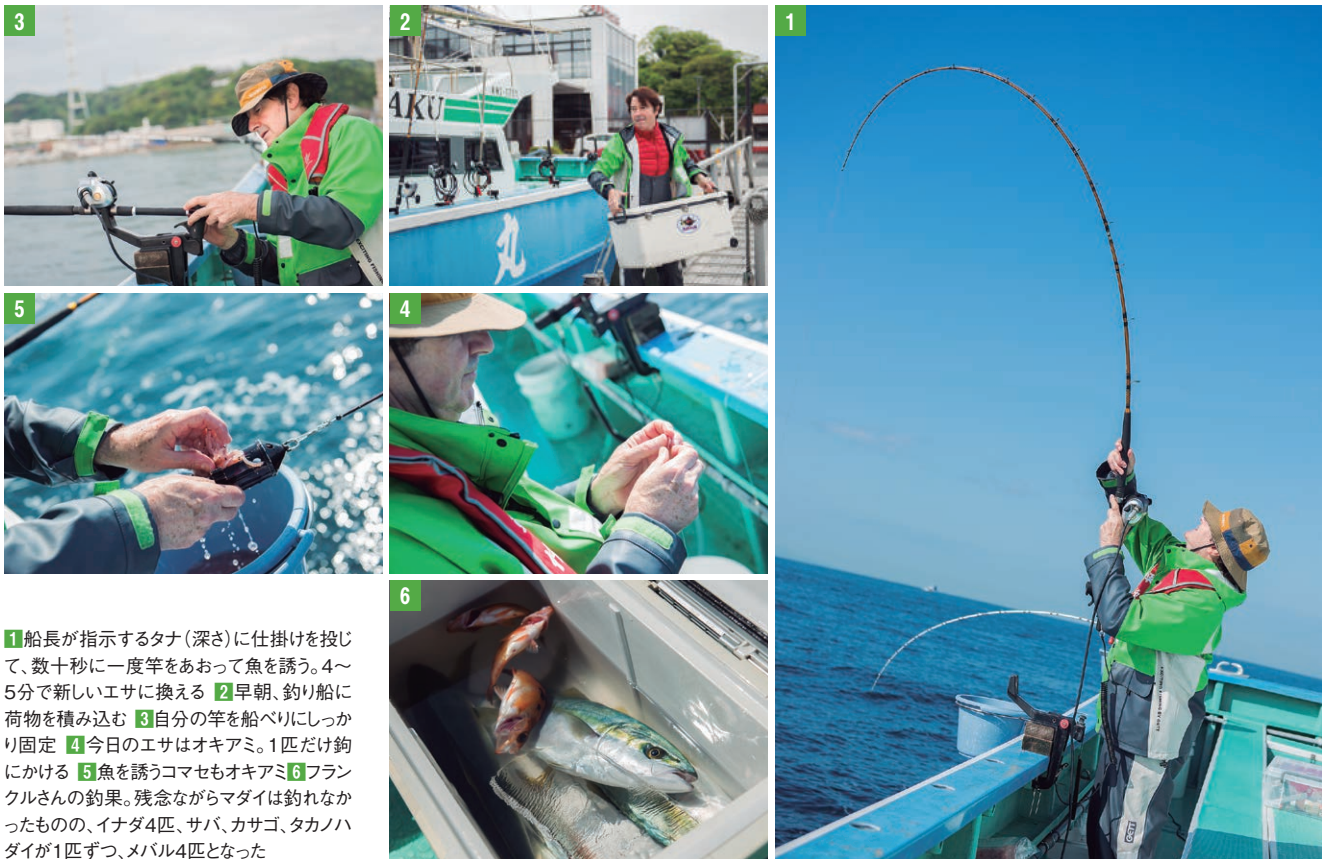 3
2
1
AKU
丸
5
4
6
1船長が指示するタナ(深さ)に仕掛けを投じ
て、数十秒に一度竿をあおって魚を誘う。4〜
5分で新しいエサに換える 2早朝、釣り船に
荷物を積み込む 3自分の竿を船べりにしっか
り固定 4今日のエサはオキアミ。1匹だけ鉤
にかける 5魚を誘うコマセもオキアミ6フラン
クルさんの釣果。残念ながらマダイは釣れなか
ったものの、イナダ4匹、サバ、カサゴ、タカノハ
ダイが1匹ずつ、メバル4匹となった